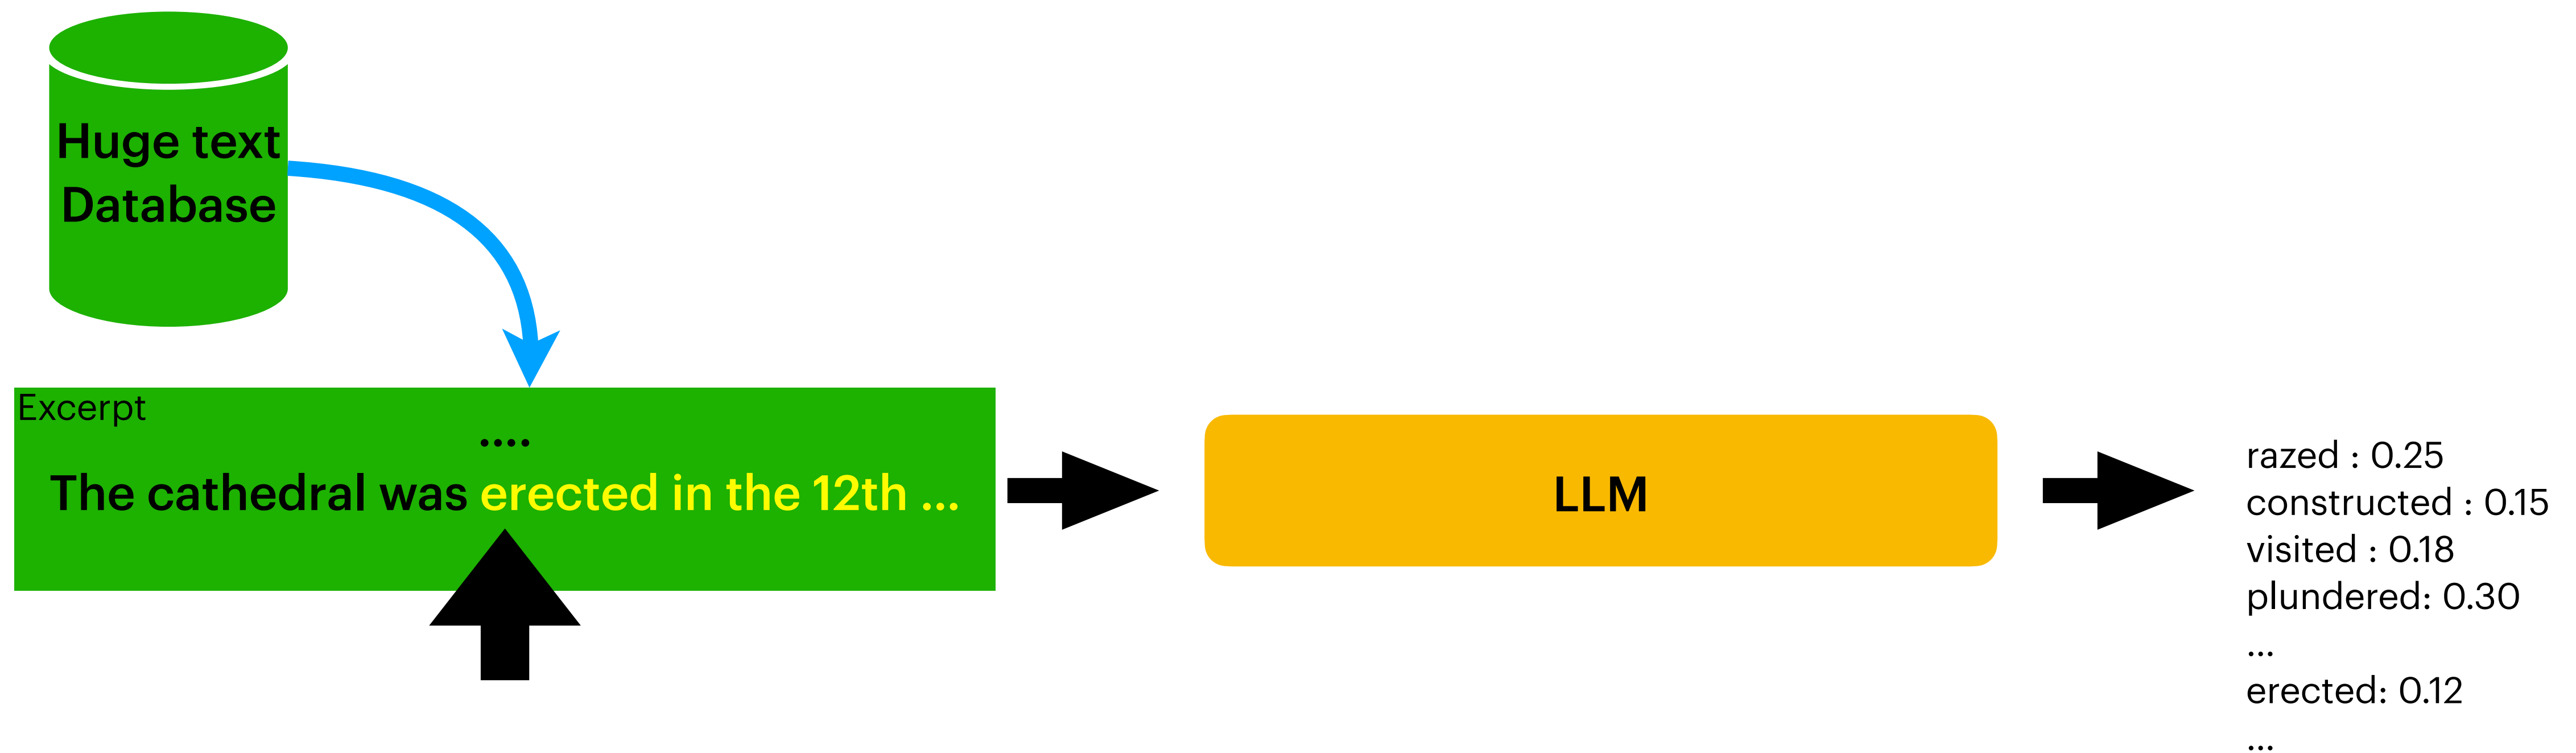 Huge text
Database
Excerpt
....
The cathedral was erected in the 12th ...
LLM
razed : 0.25
constructed : 0.15
visited : 0.18
plundered: 0.30
...
erected: 0.12
...